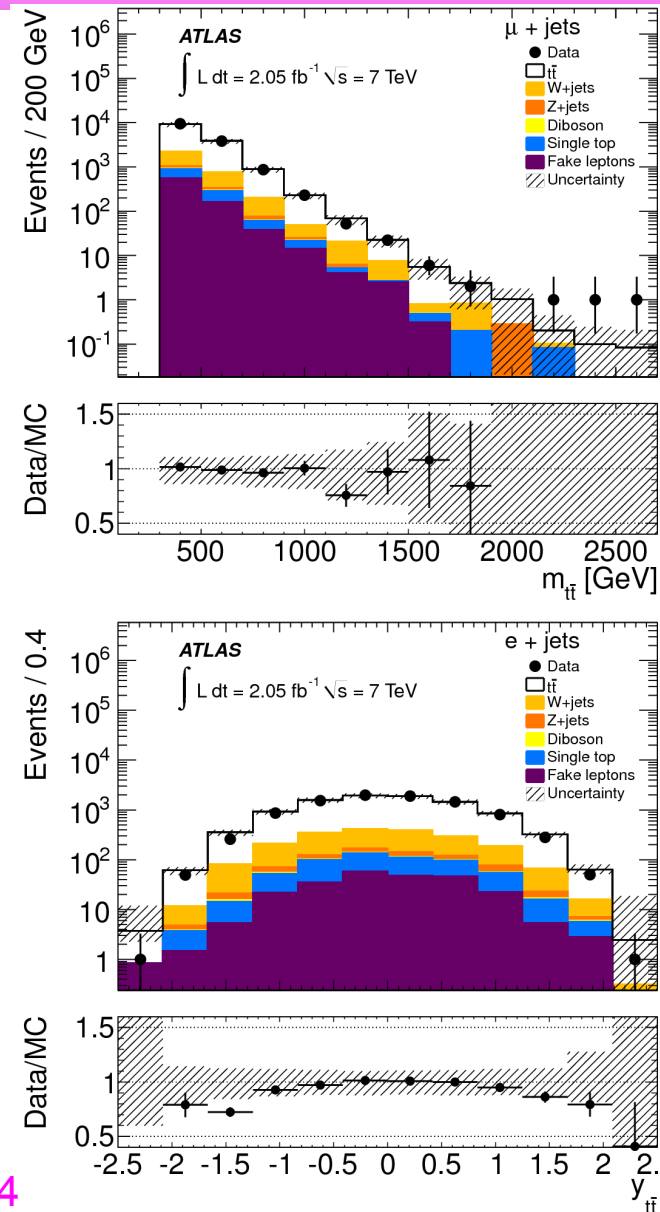 ATLAS
∫ L dt = 2.05 fb⁻¹ √s = 7 TeV
μ + jets
Data
tt̄
W+jets
Z+jets
Diboson
Single top
Fake leptons
Uncertainty
Events / 200 GeV
10⁶
10⁵
10⁴
10³
10²
10
1
10⁻¹
Data/MC
1.5
1
0.5
500 1000 1500 2000 2500
m_tt̄ [GeV]
ATLAS
∫ L dt = 2.05 fb⁻¹ √s = 7 TeV
e + jets
Data
tt̄
W+jets
Z+jets
Diboson
Single top
Fake leptons
Uncertainty
Events / 0.4
10⁶
10⁵
10⁴
10³
10²
10
1
Data/MC
1.5
1
0.5
-2.5 -2 -1.5 -1 -0.5 0 0.5 1 1.5 2 2.
y_tt̄
4